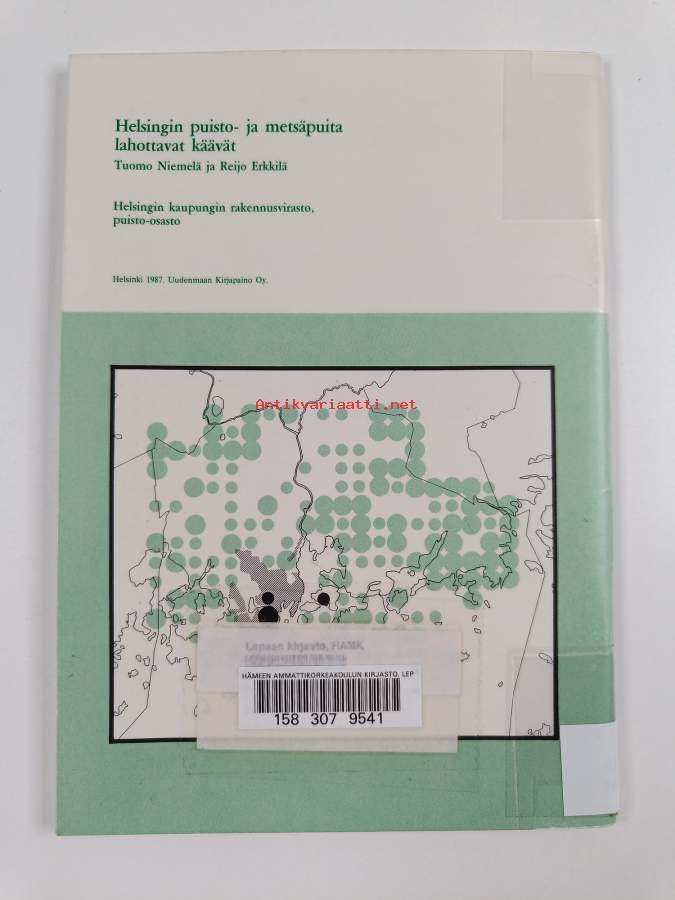 Helsingin puisto- ja metsäpuita
lahottavat käävät
Tuomo Niemelä ja Reijo Erkkilä
Helsingin kaupungin rakennusvirasto,
puisto-osasto
Helsinki 1987. Uudenmaan Kirjapaino Oy.
Antikvariaatti.net
Lepaan kirjasto, HAMK
HÄMEEN AMMATTIKORKEAKOULUN KIRJASTO. LEP
158 307 9541